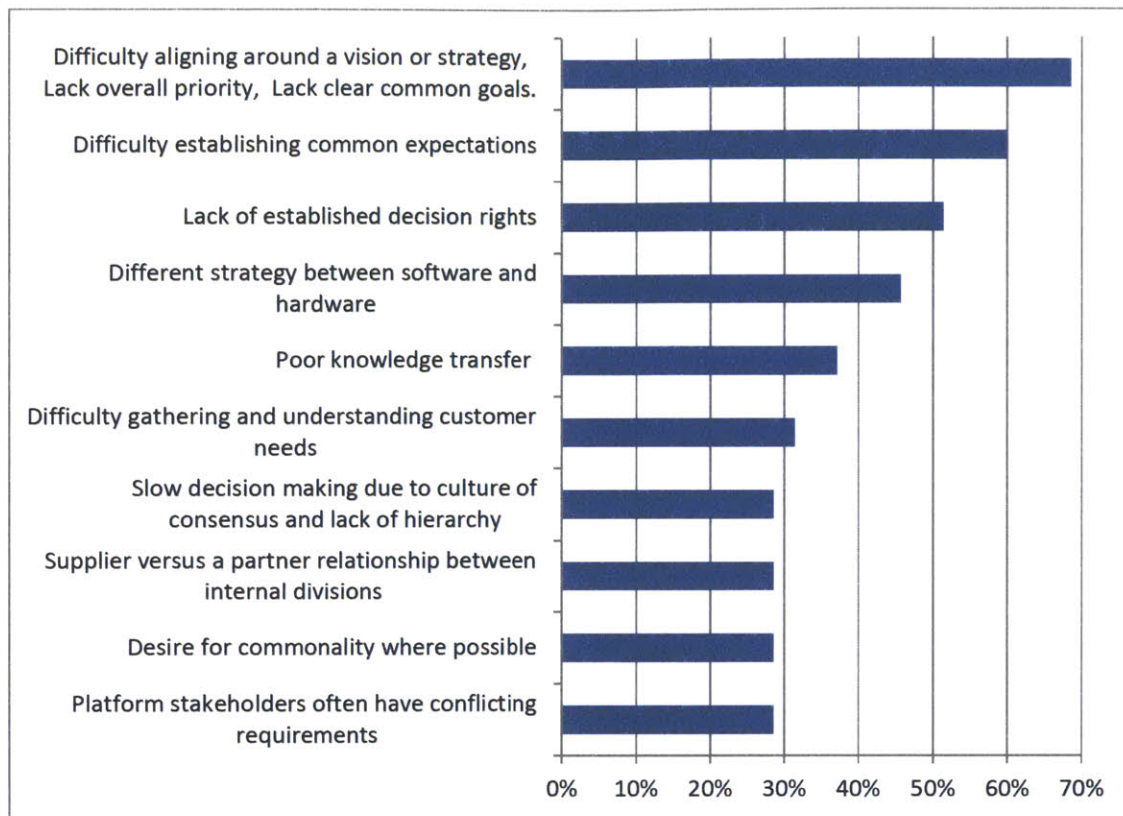 Difficulty aligning around a vision or strategy,
Lack overall priority, Lack clear common goals.
Difficulty establishing common expectations
Lack of established decision rights
Different strategy between software and
hardware
Poor knowledge transfer
Difficulty gathering and understanding customer
needs
Slow decision making due to culture of
consensus and lack of hierarchy
Supplier versus a partner relationship between
internal divisions
Desire for commonality where possible
Platform stakeholders often have conflicting
requirements
0% 10% 20% 30% 40% 50% 60% 70%